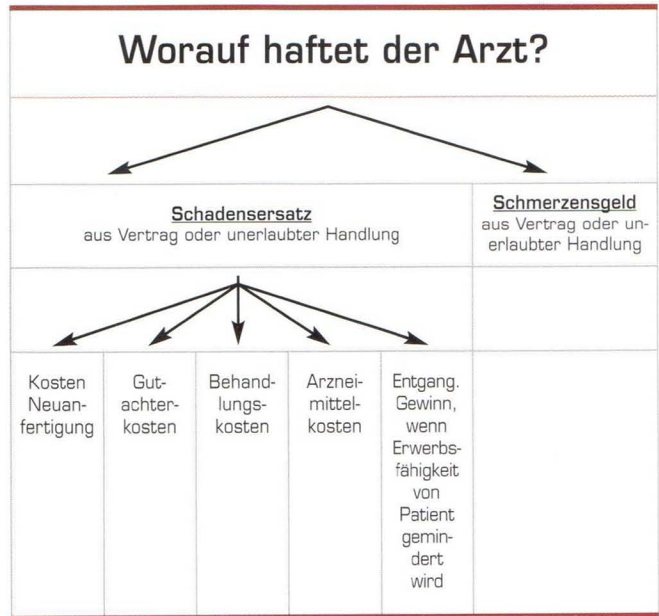 Worauf haftet der Arzt?
Schadensersatz
aus Vertrag oder unerlaubter Handlung
Schmerzensgeld
aus Vertrag oder un-
erlaubter Handlung
Kosten
Neuan-
fertigung
Gut-
achter-
kosten
Behand-
lungs-
kosten
Arznei-
mittel-
kosten
Entgang.
Gewinn,
wenn
Erwerbs-
fähigkeit
von
Patient
gemin-
dert
wird